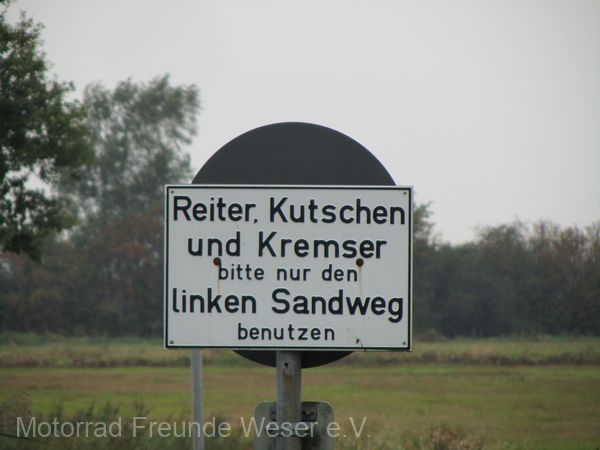 Reiter, Kutschen
und Kremser
bitte nur den
linken Sandweg
benutzen
Motorrad Freunde Weser e.V.